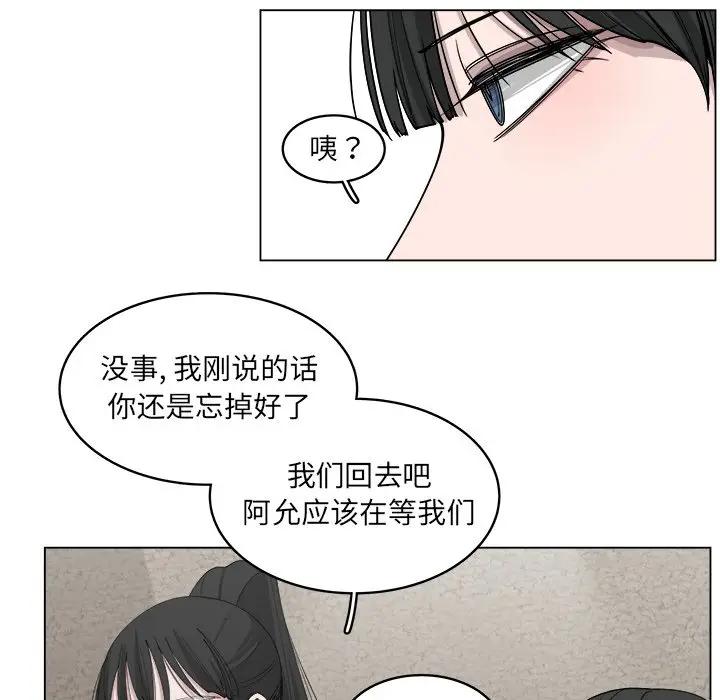 咦？
没事, 我刚说的话
你还是忘掉好了
我们回去吧
阿允应该在等我们